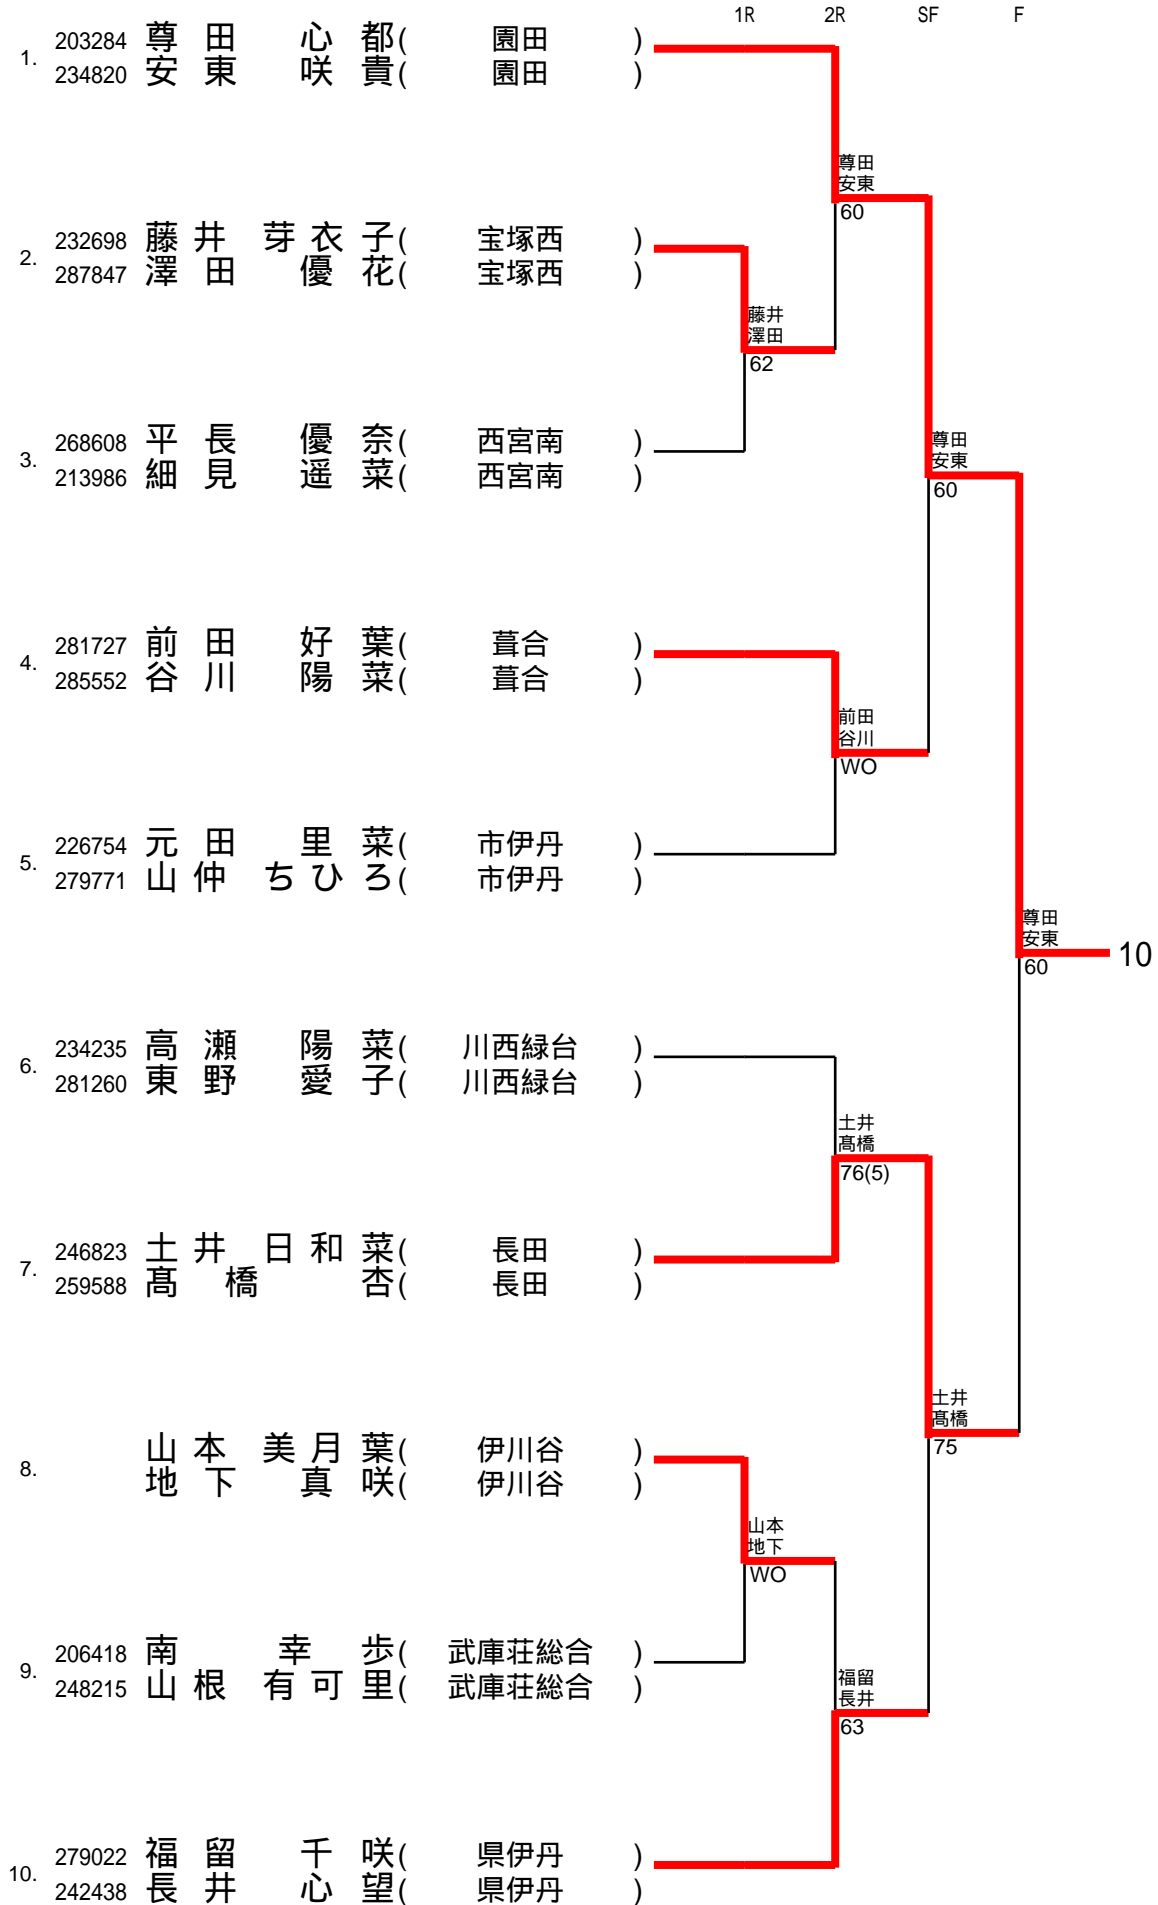 1R 2R SF F
1. 203284 尊田 心都( 園田 )
234820 安東 咲貴( 園田 )
尊田
安東
60
2. 232698 藤井 芽衣子( 宝塚西 )
287847 澤田 優花( 宝塚西 )
藤井
澤田
62
3. 268608 平長 優奈( 西宮南 )
213986 細見 遥菜( 西宮南 )
尊田
安東
60
4. 281727 前田 好葉( 葺合 )
285552 谷川 陽菜( 葺合 )
前田
谷川
WO
5. 226754 元田 里菜( 市伊丹 )
279771 山仲 ちひろ( 市伊丹 )
尊田
安東
60
10
6. 234235 高瀬 陽菜( 川西緑台 )
281260 東野 愛子( 川西緑台 )
土井
髙橋
76(5)
7. 246823 土井 日和菜( 長田 )
259588 髙橋 杏( 長田 )
土井
髙橋
75
8. 山本 美月葉( 伊川谷 )
地下 真咲( 伊川谷 )
山本
地下
WO
9. 206418 南 幸歩( 武庫荘総合 )
248215 山根 有可里( 武庫荘総合 )
福留
長井
63
10. 279022 福留 千咲( 県伊丹 )
242438 長井 心望( 県伊丹 )